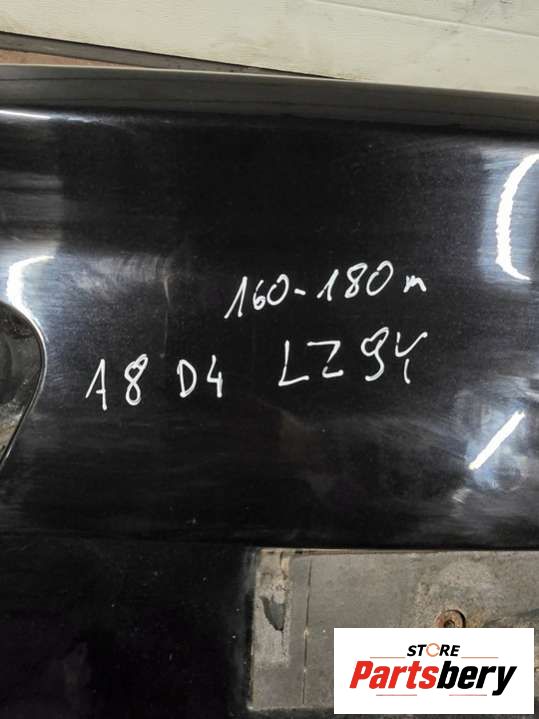 160-180m
A8 D4 LZ9Y
STORE
Partsbery